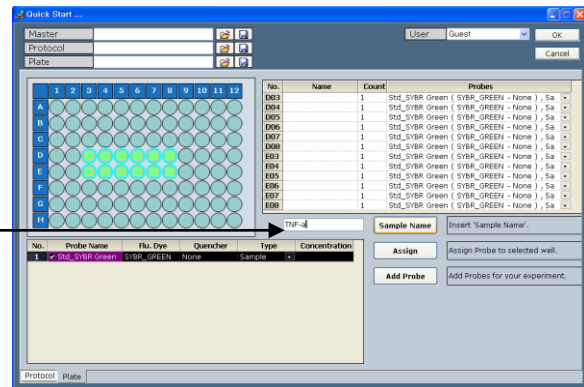 Quick Start ...
Master
User Guest OK
Protocol
Cancel
Plate
1 2 3 4 5 6 7 8 9 10 11 12
A
B
C
D
E
F
G
H
No. Name Count Probes
D03 1 Std_SYBR Green ( SYBR_GREEN - None ) , Sa
D04 1 Std_SYBR Green ( SYBR_GREEN - None ) , Sa
D05 1 Std_SYBR Green ( SYBR_GREEN - None ) , Sa
D06 1 Std_SYBR Green ( SYBR_GREEN - None ) , Sa
D07 1 Std_SYBR Green ( SYBR_GREEN - None ) , Sa
D08 1 Std_SYBR Green ( SYBR_GREEN - None ) , Sa
E03 1 Std_SYBR Green ( SYBR_GREEN - None ) , Sa
E04 1 Std_SYBR Green ( SYBR_GREEN - None ) , Sa
E05 1 Std_SYBR Green ( SYBR_GREEN - None ) , Sa
E06 1 Std_SYBR Green ( SYBR_GREEN - None ) , Sa
E07 1 Std_SYBR Green ( SYBR_GREEN - None ) , Sa
E08 1 Std_SYBR Green ( SYBR_GREEN - None ) , Sa
TNF-a Sample Name Insert 'Sample Name'.
No. Probe Name Flu. Dye Quencher Type Concentration
1 Std_SYBR Green SYBR_GREEN None Sample
Assign Assign Probe to selected well.
Add Probe Add Probes for your experiment.
Protocol Plate